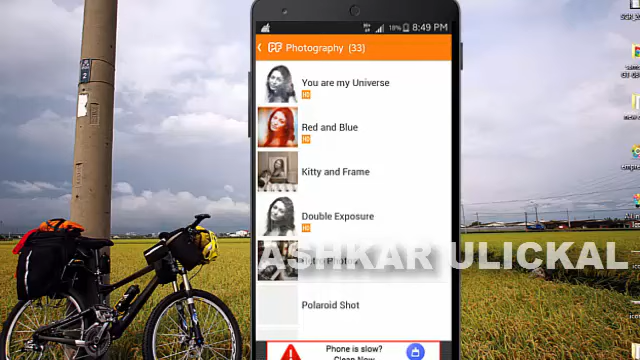 18% 8:49 PM
Photography (33)
You are my Universe
HD
Red and Blue
HD
Kitty and Frame
Double Exposure
HD
ASHKAR ULICKAL
Polaroid Shot
Phone is slow?
Clean Now